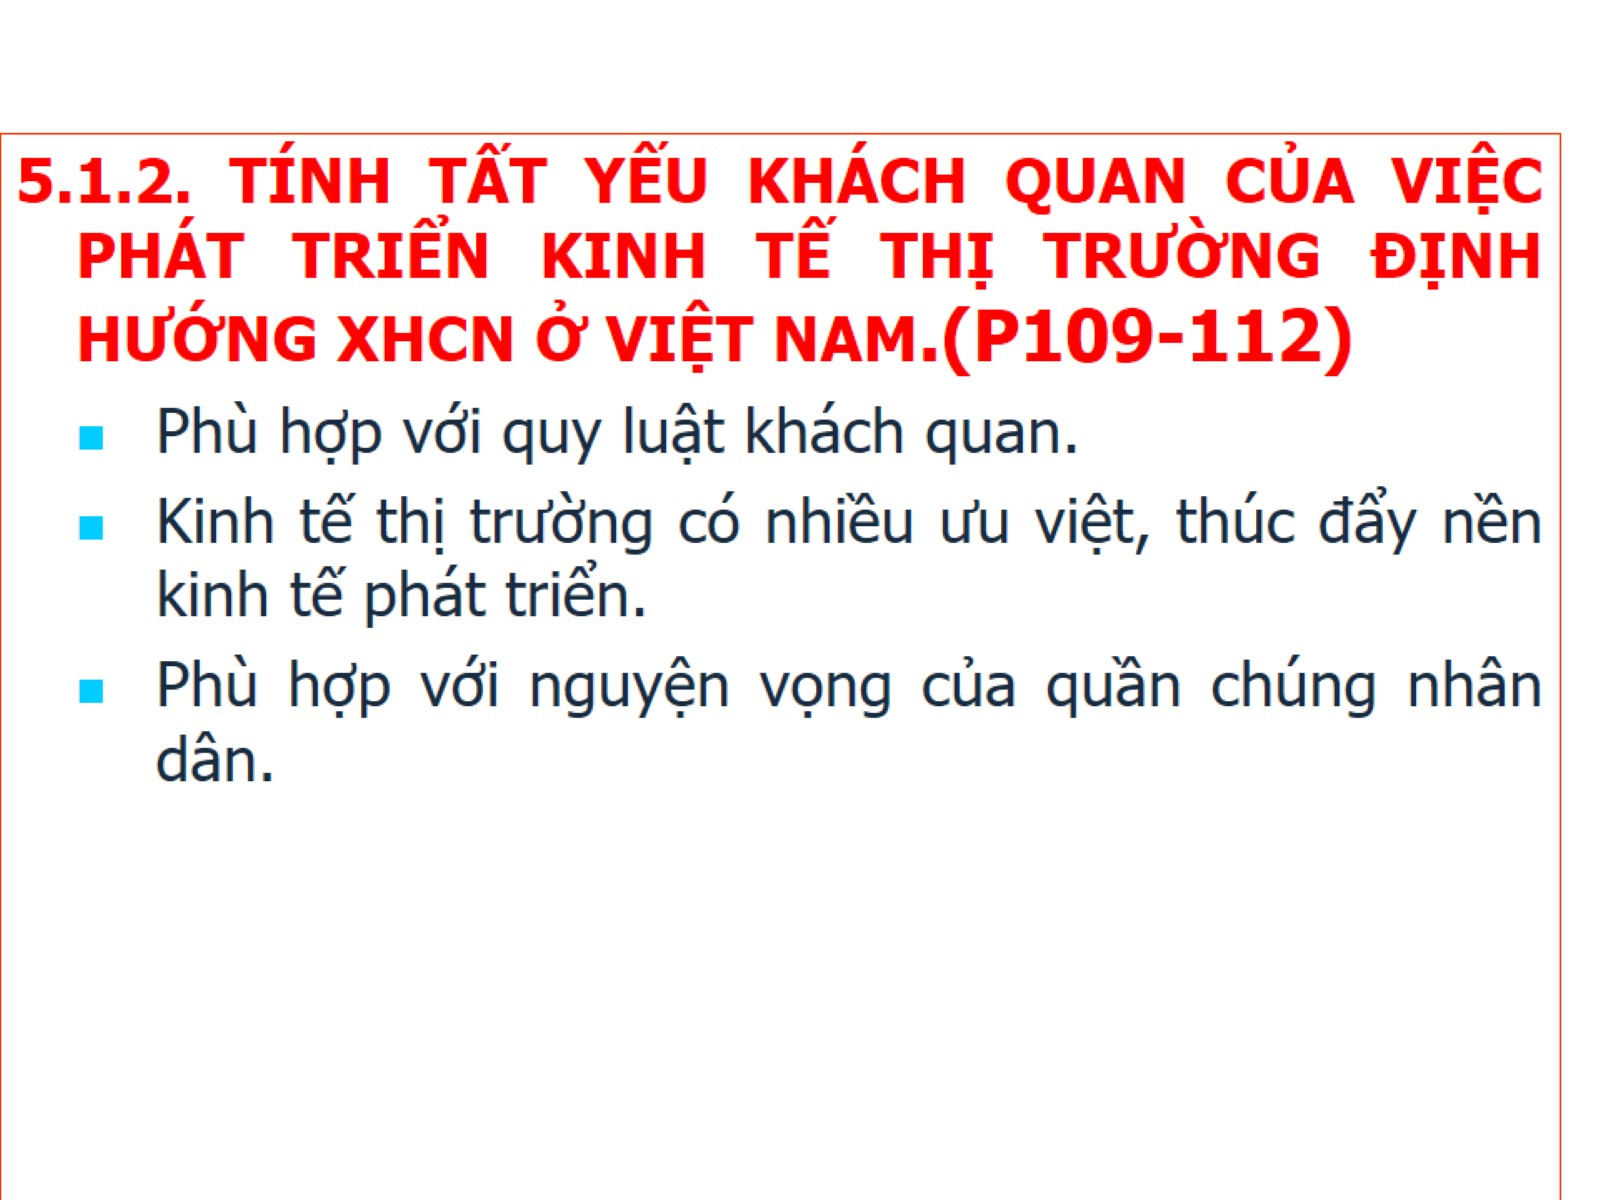 5.1.2. TÍNH TẤT YẾU KHÁCH QUAN CỦA VIỆC
PHÁT TRIỂN KINH TẾ THỊ TRƯỜNG ĐỊNH
HƯỚNG XHCN Ở VIỆT NAM.(P109-112)
Phù hợp với quy luật khách quan.
Kinh tế thị trường có nhiều ưu việt, thúc đẩy nền
kinh tế phát triển.
Phù hợp với nguyện vọng của quần chúng nhân
dân.